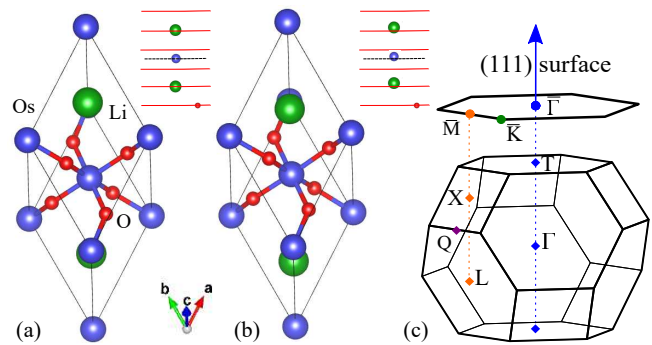 Os
Li
O
b
c
a
(a)
(b)
(111) surface
Γ̅
M̅
K̅
T
X
Q
Γ
L
(c)